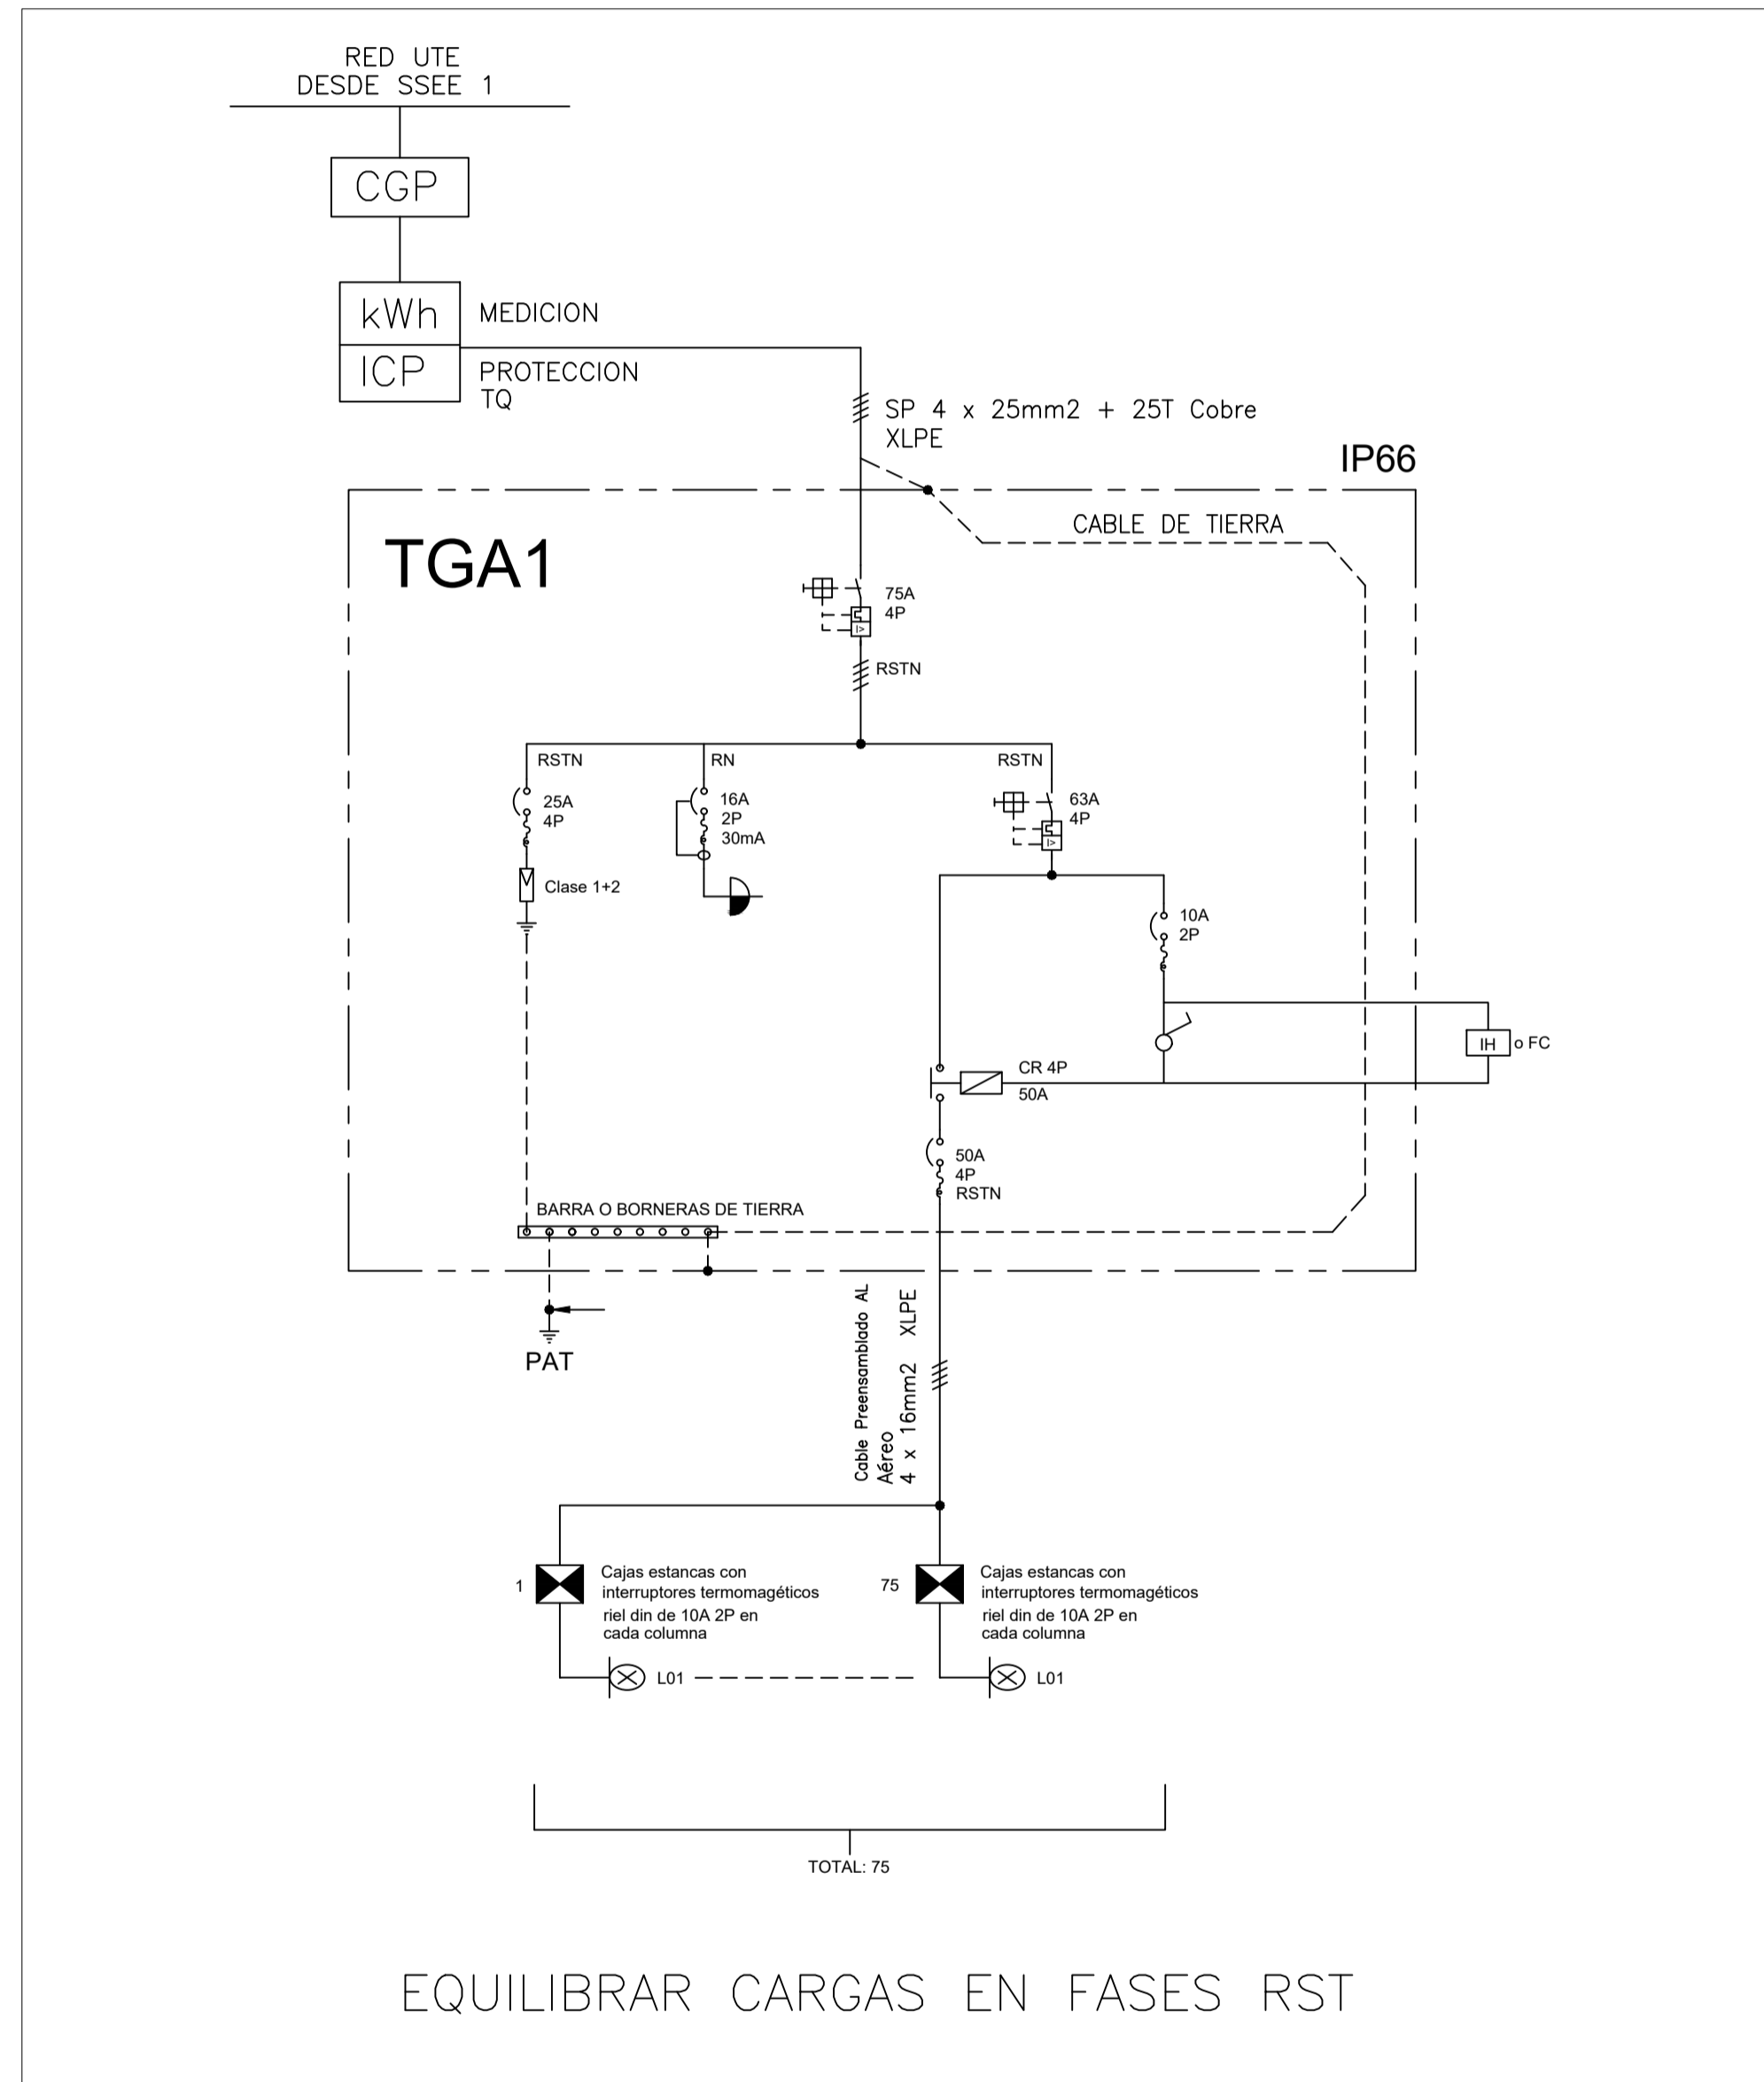 RED UTE
DESDE SSEE 1
CGP
kWh
MEDICION
ICP
PROTECCION
TQ
SP 4 x 25mm2 + 25T Cobre
XLPE
IP66
CABLE DE TIERRA
TGA1
75A
4P
I>
RSTN
RSTN
25A
4P
Clase 1+2
RN
16A
2P
30mA
RSTN
63A
4P
I>
10A
2P
IH
o FC
CR 4P
50A
50A
4P
RSTN
BARRA O BORNERAS DE TIERRA
PAT
Cable Preensamblado AL
Aéreo
4 x 16mm2 XLPE
1
Cajas estancas con
interruptores termomagéticos
riel din de 10A 2P en
cada columna
L01
75
Cajas estancas con
interruptores termomagéticos
riel din de 10A 2P en
cada columna
L01
TOTAL: 75
EQUILIBRAR CARGAS EN FASES RST